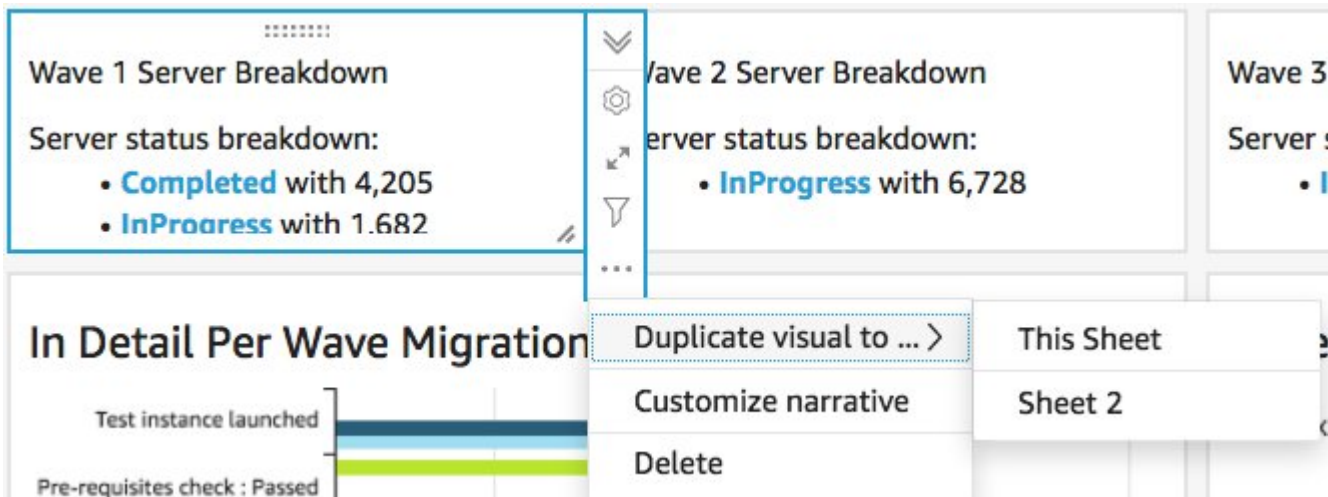 Wave 1 Server Breakdown
Server status breakdown:
• Completed with 4,205
• InProgress with 1,682
Wave 2 Server Breakdown
erver status breakdown:
• InProgress with 6,728
Wave 3
Server
In Detail Per Wave Migration
Test instance launched
Pre-requisites check : Passed
Duplicate visual to ... >
Customize narrative
Delete
This Sheet
Sheet 2